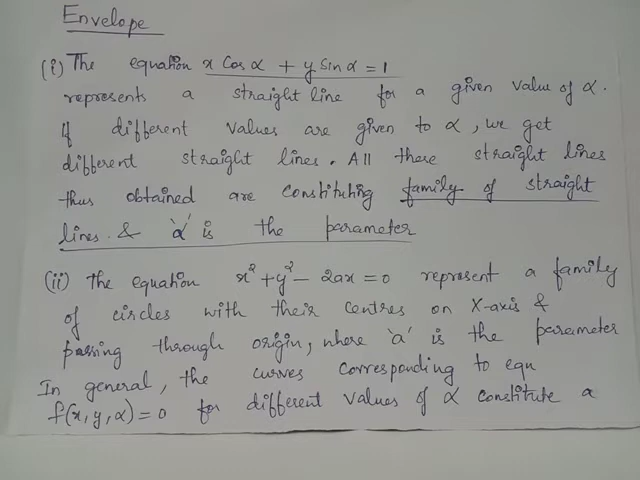 Envelope
(i) The equation x Cos α + y Sin α = 1
represents a straight line for a given value of α.
If different values are given to α, we get
different straight lines. All these straight lines
thus obtained are constituting family of straight
lines. & 'α' is the parameter
(ii) The equation x² + y² - 2ax = 0 represent a family
of circles with their centres on X-axis &
passing through origin, where 'a' is the parameter
In general, the curves corresponding to equn
f(x, y, α) = 0 for different values of α constitute a